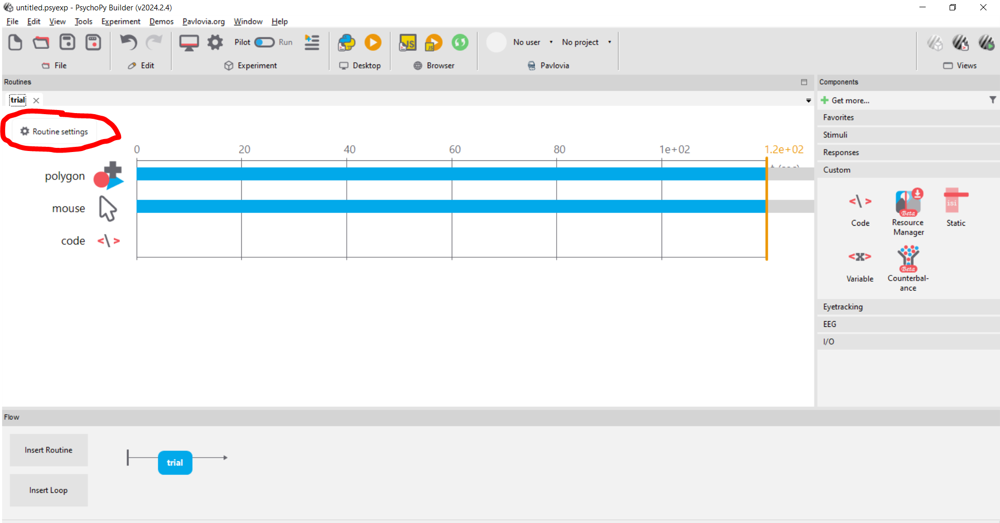 untitled.psyexp - PsychoPy Builder (v2024.2.4)
File Edit View Tools Experiment Demos Pavlovia.org Window Help
Pilot Run No user No project
File Edit Experiment Desktop Browser Pavlovia Views
JS JS
Routines
Components
trial
Get more...
Routine settings
Favorites
Stimuli
Responses
Custom
0 20 40 60 80 1e+02 1.2e+02
polygon
mouse
code
Beta
isi
Code
Resource Manager
Static
Variable
Beta
Counterbal-
ance
Eyetracking
EEG
I/O
Flow
Insert Routine
trial
Insert Loop